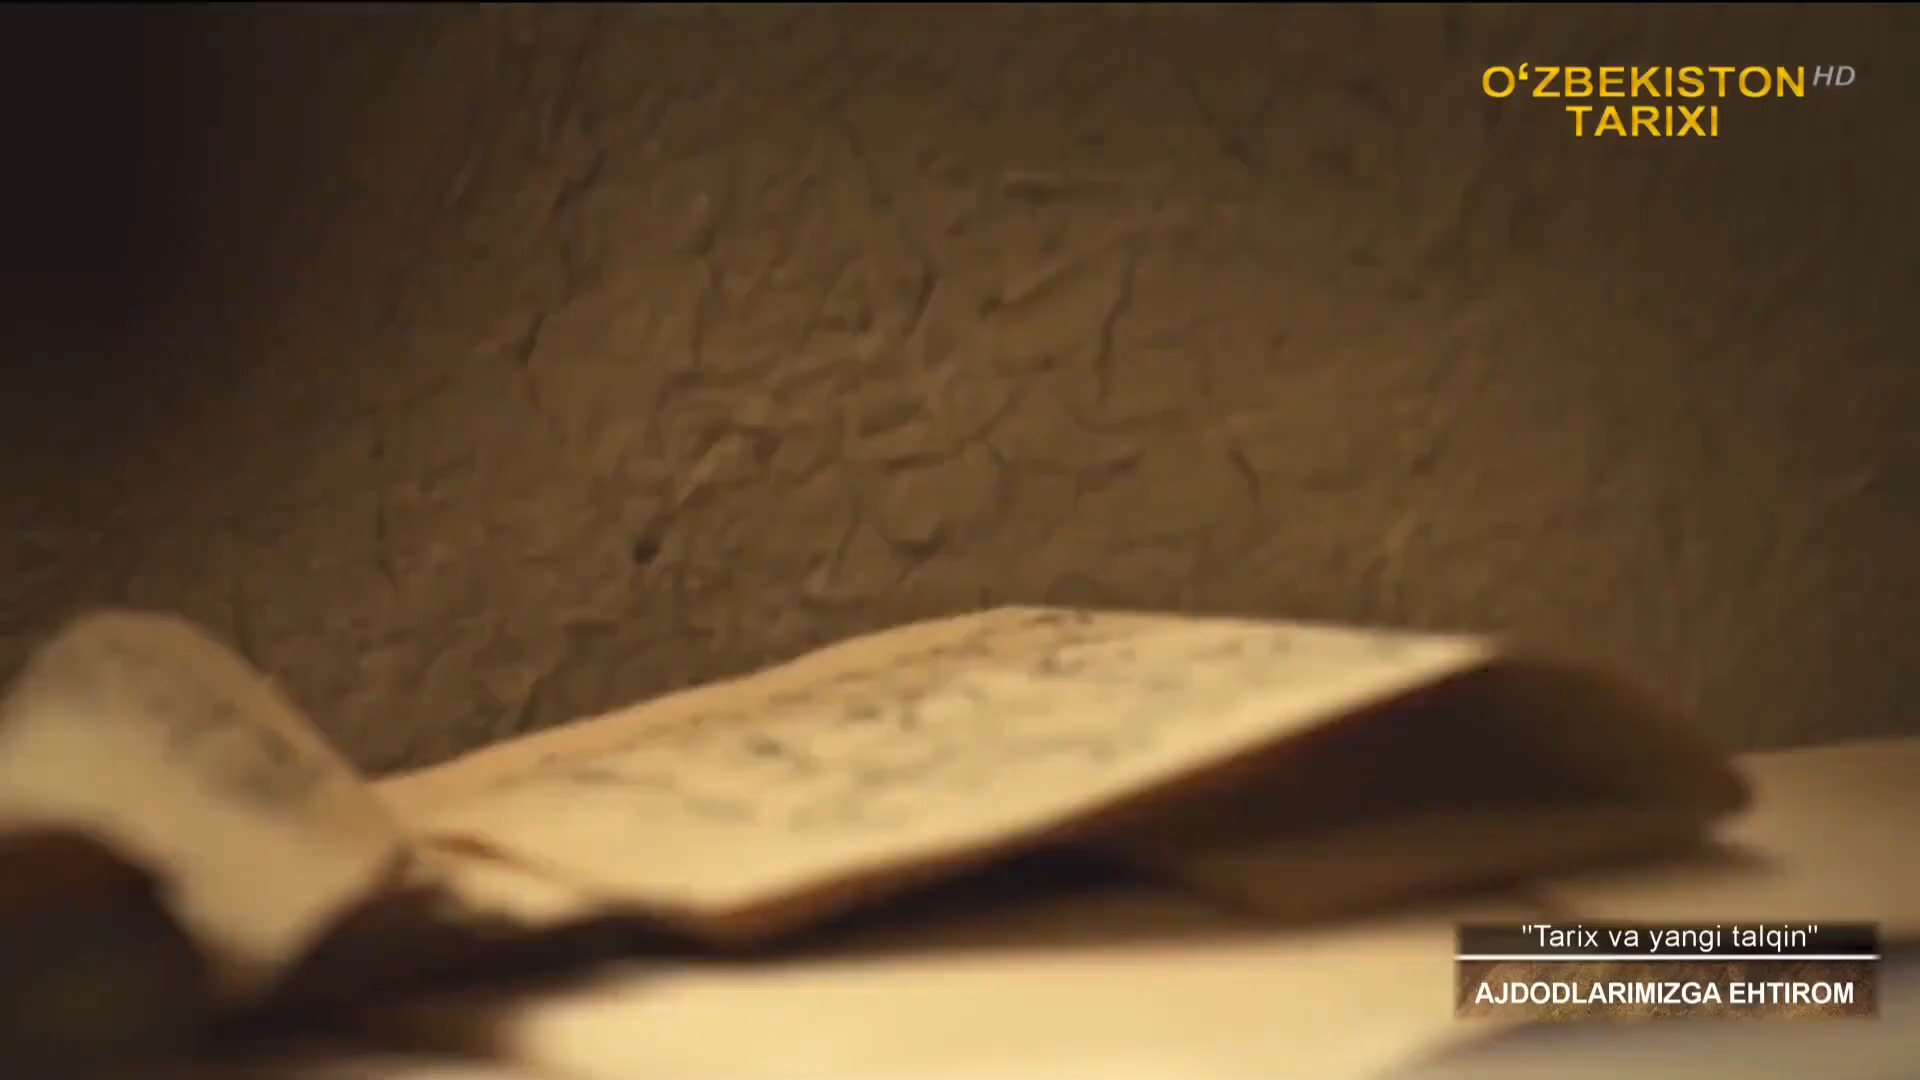 O‘ZBEKISTON HD
TARIXI
"Tarix va yangi talqin"
AJDODLARIMIZGA EHTIROM